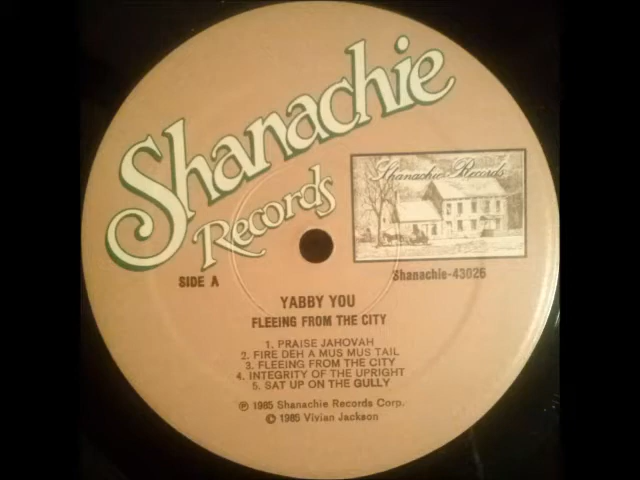 Shanachie
Records
Shanachie Records
SIDE A
Shanachie-43026
YABBY YOU
FLEEING FROM THE CITY
1. PRAISE JAHOVAH
2. FIRE DEH A MUS MUS TAIL
3. FLEEING FROM THE CITY
4. INTEGRITY OF THE UPRIGHT
5. SAT UP ON THE GULLY
℗ 1985 Shanachie Records Corp.
© 1985 Vivian Jackson